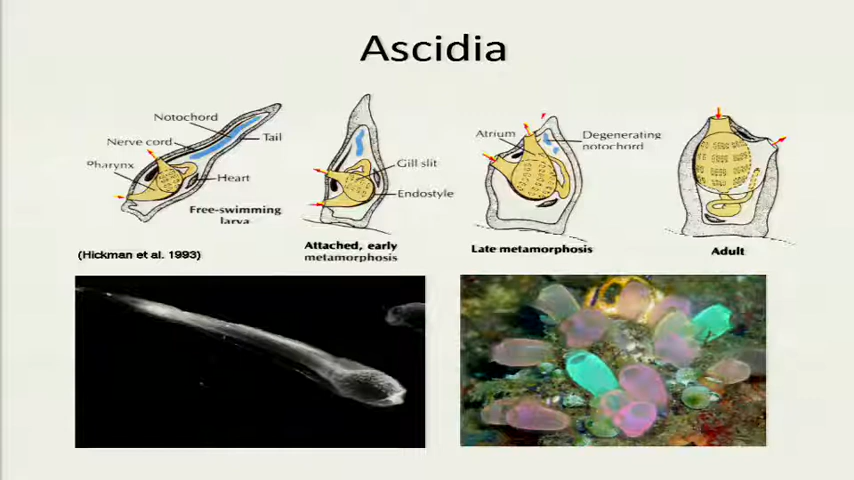 Ascidia
Notochord
Nerve cord
Tail
Pharynx
Heart
Free-swimming
larva
Gill slit
Endostyle
Attached, early
metamorphosis
Atrium
Degenerating
notochord
Late metamorphosis
Adult
(Hickman et al. 1993)